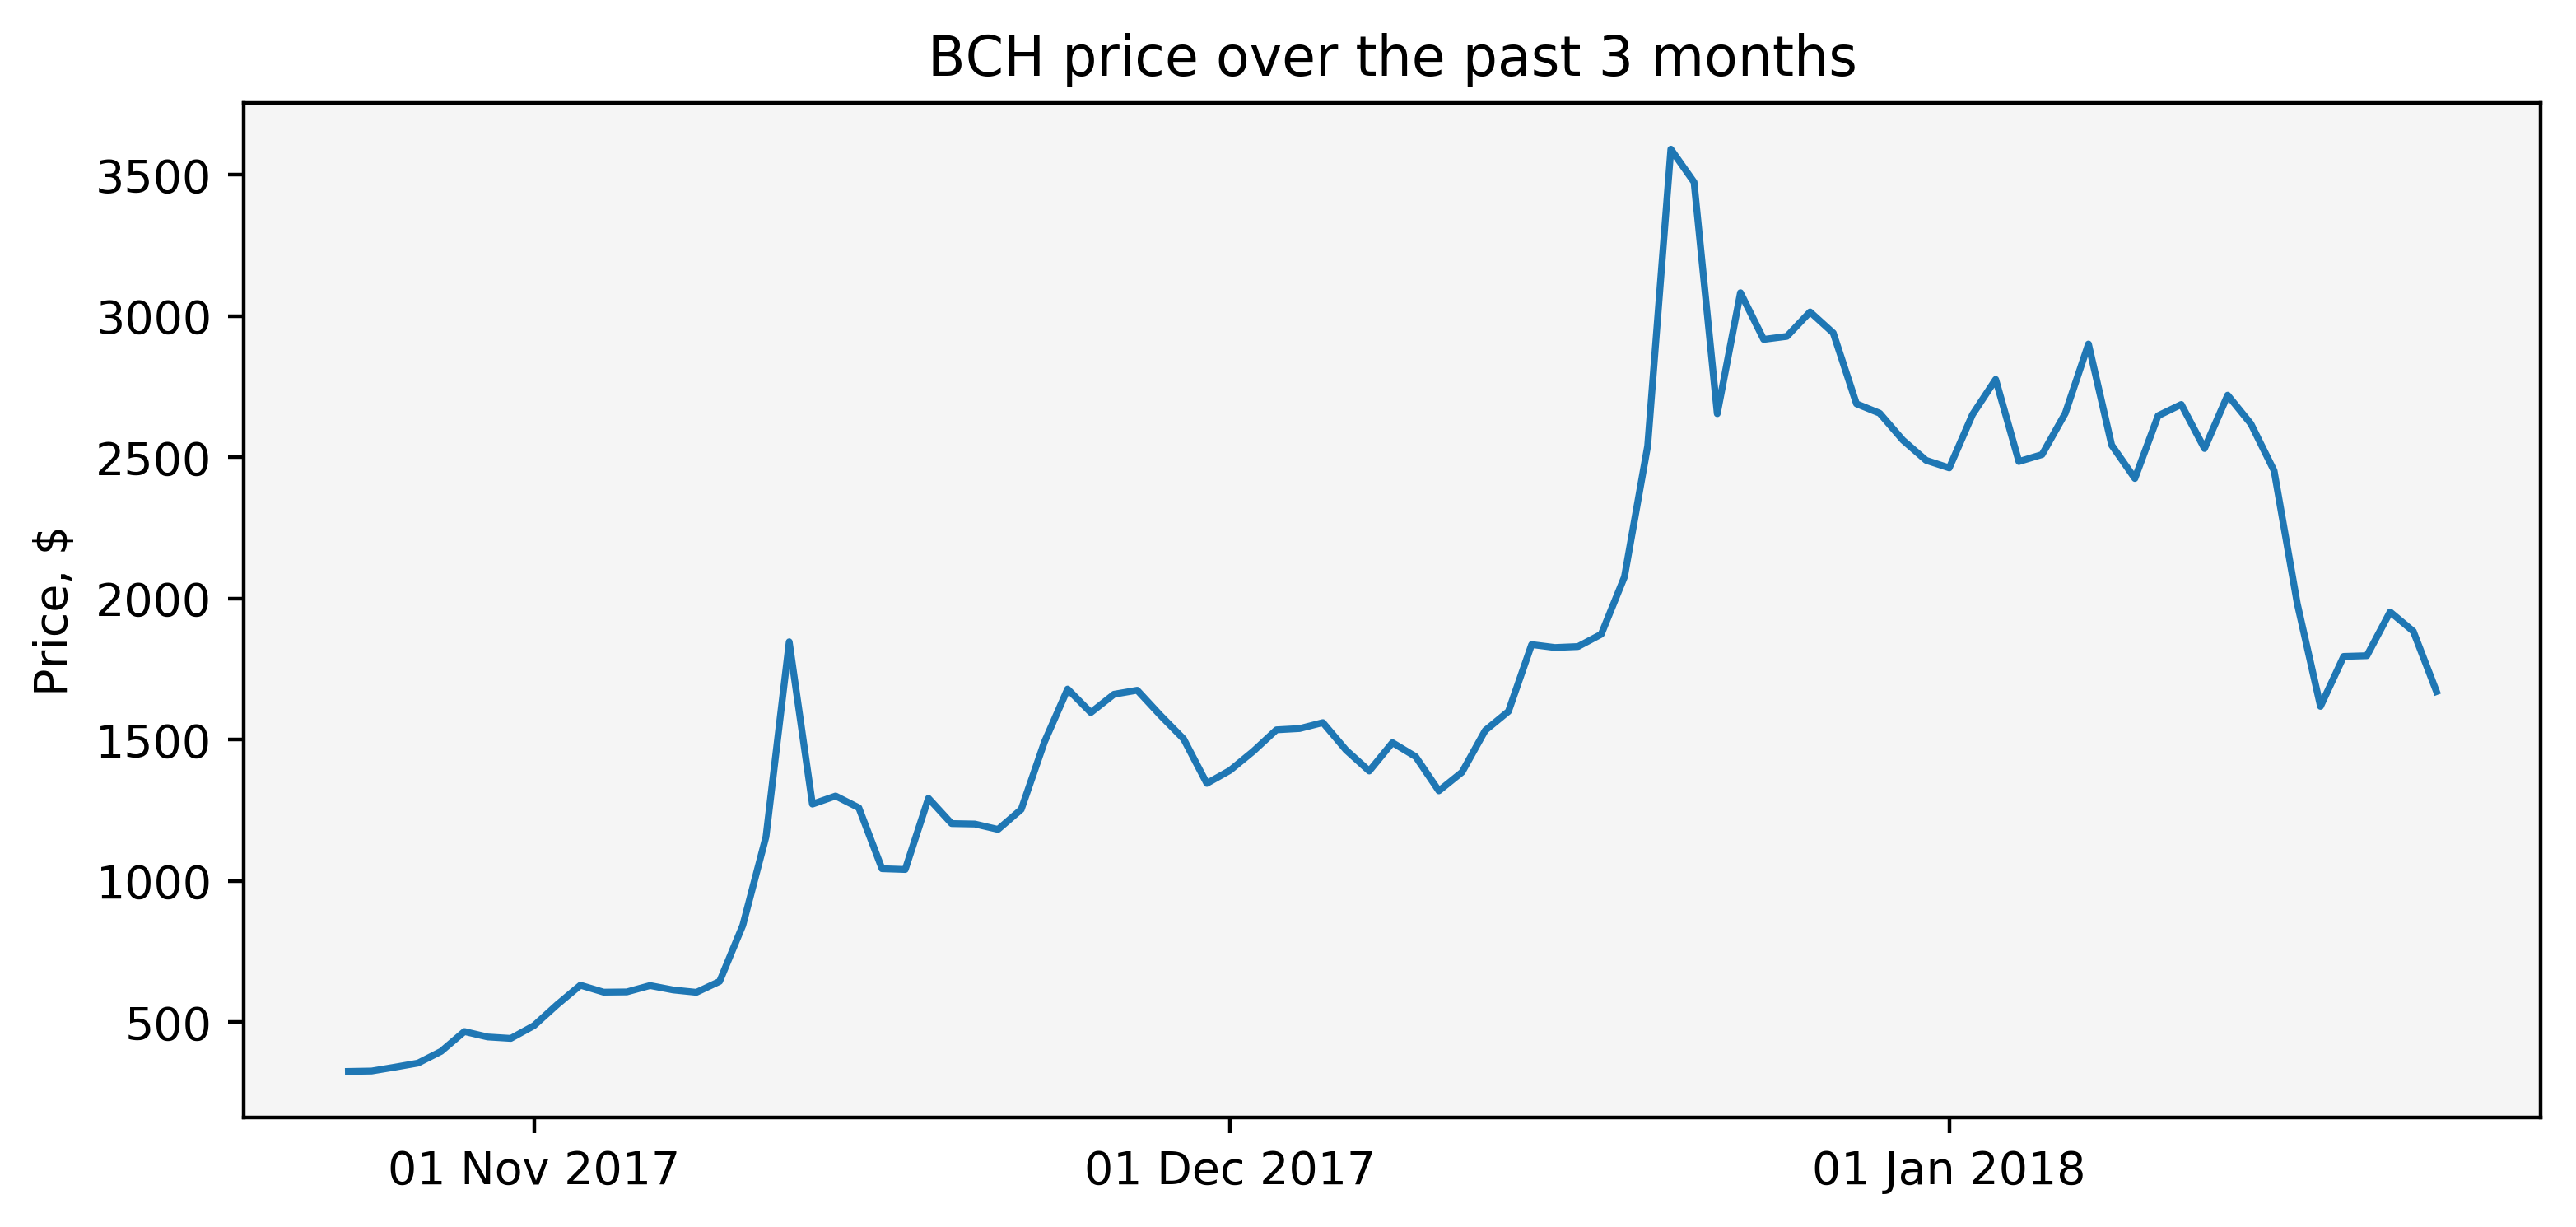 BCH price over the past 3 months
Price, $
3500
3000
2500
2000
1500
1000
500
01 Nov 2017
01 Dec 2017
01 Jan 2018